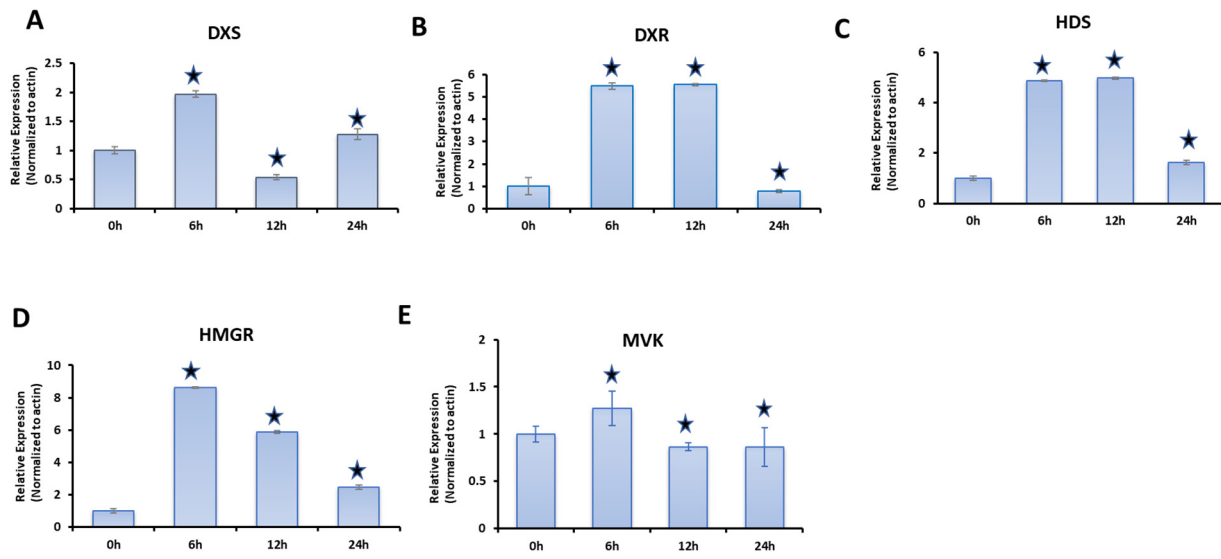 A
DXS
Relative Expression
(Normalized to actin)
2.5
2
1.5
1
0.5
0
0h 6h 12h 24h
B
DXR
Relative Expression
(Normalized to actin)
6
5
4
3
2
1
0
0h 6h 12h 24h
C
HDS
Relative Expression
(Normalized to actin)
6
4
2
0
0h 6h 12h 24h
D
HMGR
Relative Expression
(Normalized to actin)
10
8
6
4
2
0
0h 6h 12h 24h
E
MVK
Relative Expression
(Normalized to actin)
2
1.5
1
0.5
0
0h 6h 12h 24h